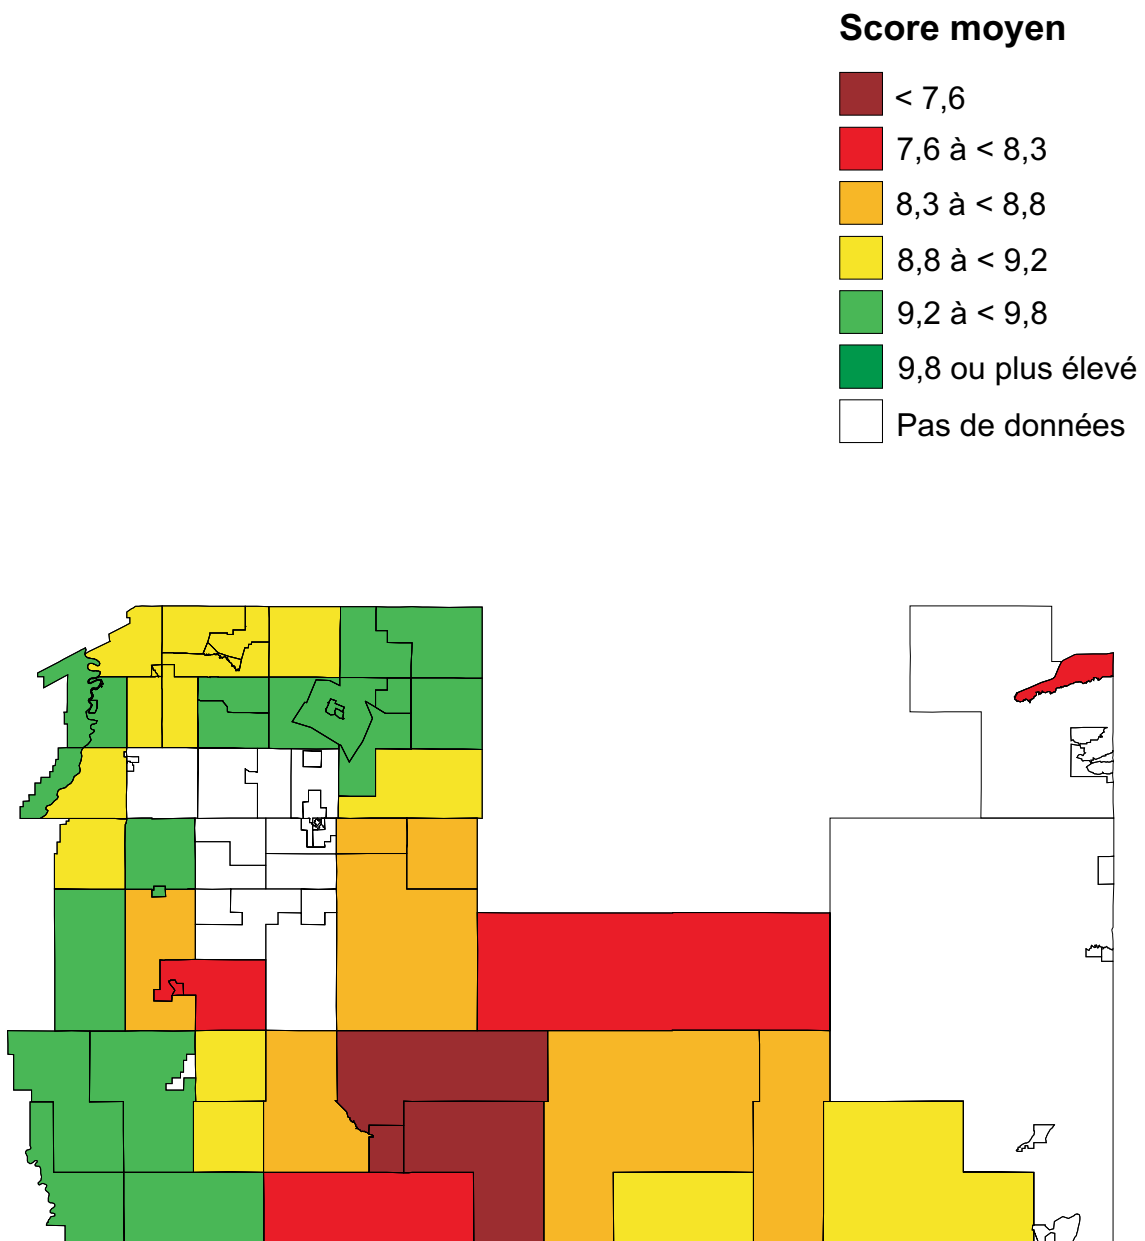 Score moyen
< 7,6
7,6 à < 8,3
8,3 à < 8,8
8,8 à < 9,2
9,2 à < 9,8
9,8 ou plus élevé
Pas de données